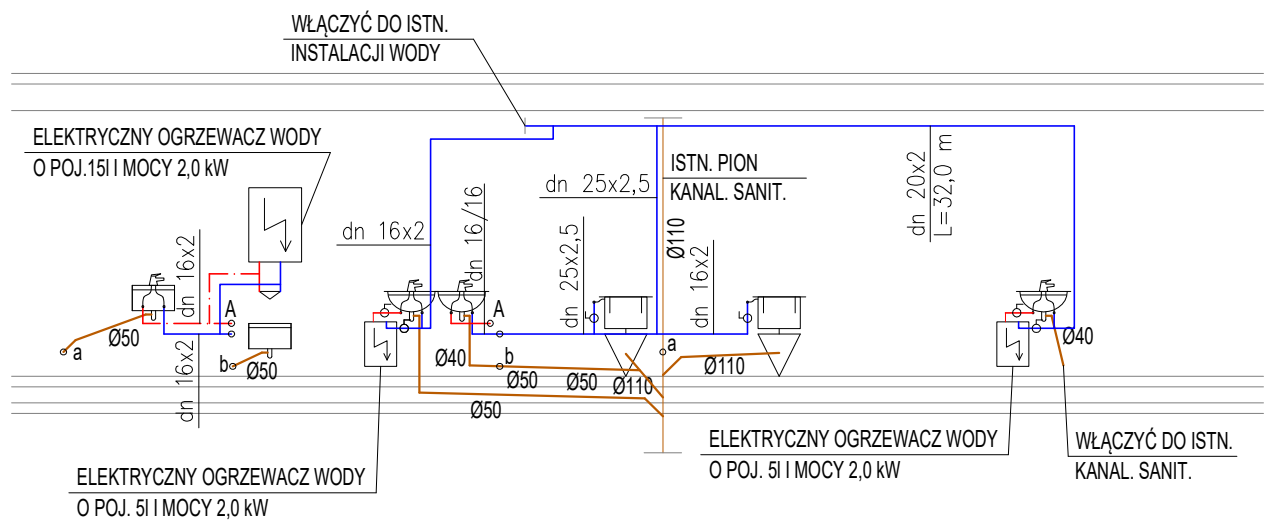 WŁĄCZYĆ DO ISTN.
INSTALACJI WODY
ELEKTRYCZNY OGRZEWACZ WODY
O POJ.15l I MOCY 2,0 kW
ISTN. PION
KANAL. SANIT.
dn 20x2
L=32,0 m
dn 25x2,5
dn 16x2
dn 16/16
dn 25x2,5
Ø110
dn 16x2
dn 16x2
A
A
a
Ø50
b
Ø50
dn 16x2
Ø40
b
Ø50
Ø50
Ø110
a
Ø110
Ø40
Ø50
ELEKTRYCZNY OGRZEWACZ WODY
O POJ. 5l I MOCY 2,0 kW
ELEKTRYCZNY OGRZEWACZ WODY
O POJ. 5l I MOCY 2,0 kW
WŁĄCZYĆ DO ISTN.
KANAL. SANIT.